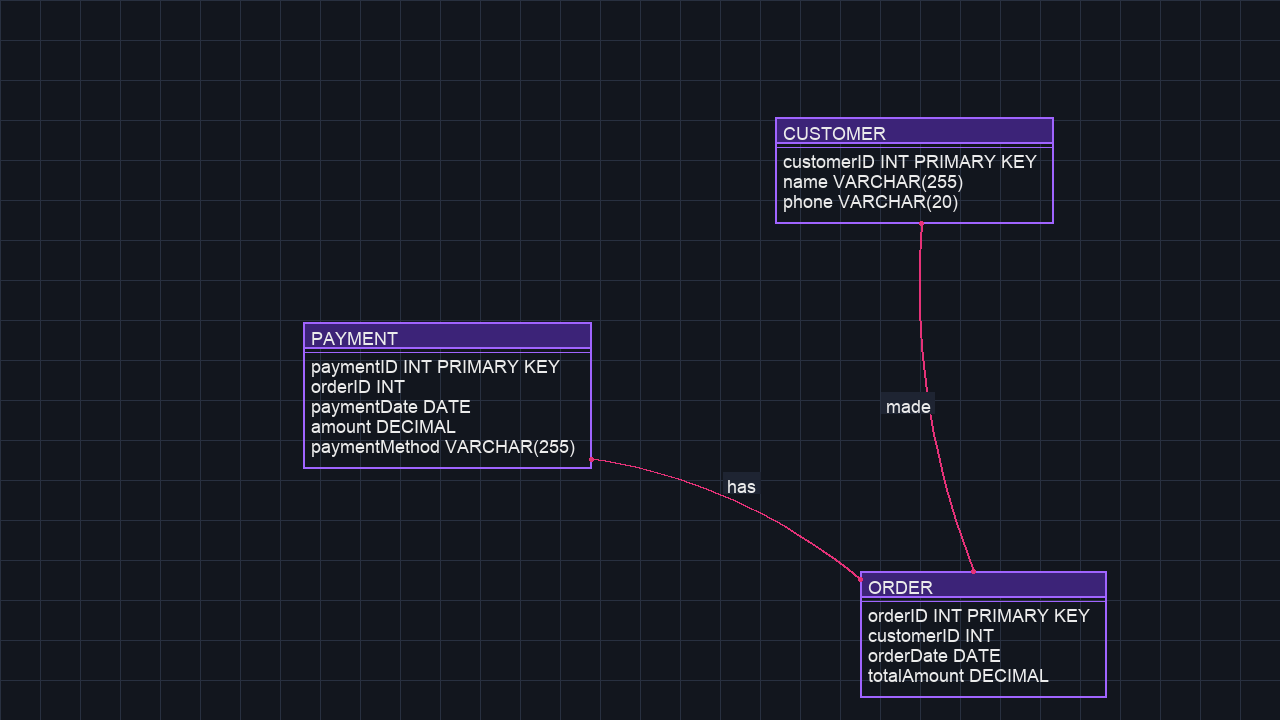 CUSTOMER
customerID INT PRIMARY KEY
name VARCHAR(255)
phone VARCHAR(20)
PAYMENT
paymentID INT PRIMARY KEY
orderID INT
paymentDate DATE
amount DECIMAL
paymentMethod VARCHAR(255)
made
has
ORDER
orderID INT PRIMARY KEY
customerID INT
orderDate DATE
totalAmount DECIMAL